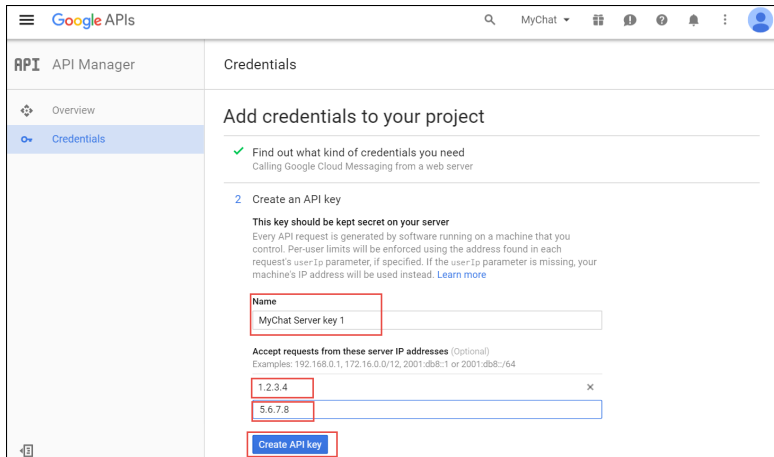 Google APIs
MyChat
API API Manager
Credentials
Overview
Credentials
Add credentials to your project
Find out what kind of credentials you need
Calling Google Cloud Messaging from a web server
2 Create an API key
This key should be kept secret on your server
Every API request is generated by software running on a machine that you
control. Per-user limits will be enforced using the address found in each
request's userIp parameter, if specified. If the userIp parameter is missing, your
machine's IP address will be used instead. Learn more
Name
MyChat Server key 1
Accept requests from these server IP addresses (Optional)
Examples: 192.168.0.1, 172.16.0.0/12, 2001:db8::1 or 2001:db8::/64
1.2.3.4
5.6.7.8
Create API key